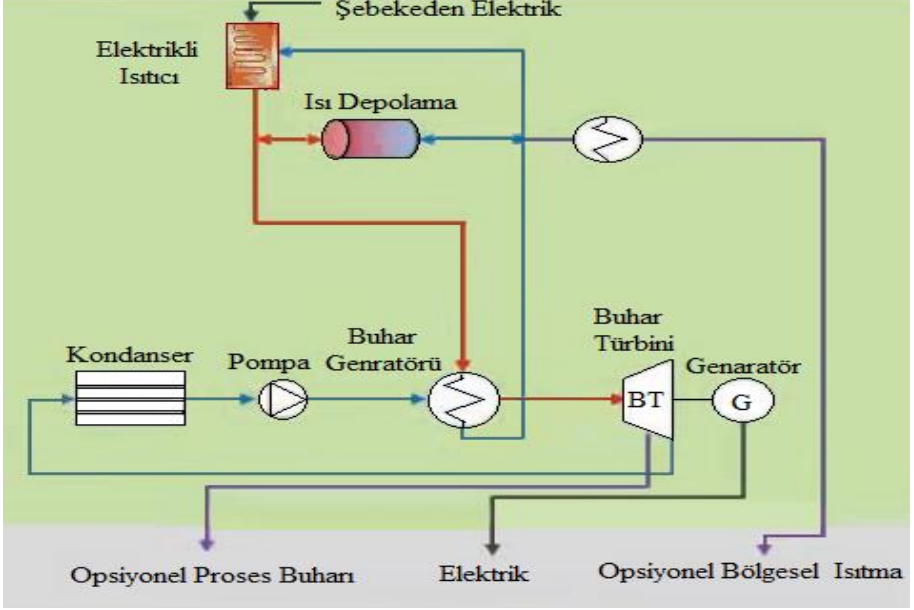 Şebekeden Elektrik
Elektrikli
Isıtıcı
Isı Depolama
Kondanser
Pompa
Buhar
Genratörü
Buhar
Türbini
Genaratör
BT
G
Opsiyonel Proses Buharı
Elektrik
Opsiyonel Bölgesel Isıtma